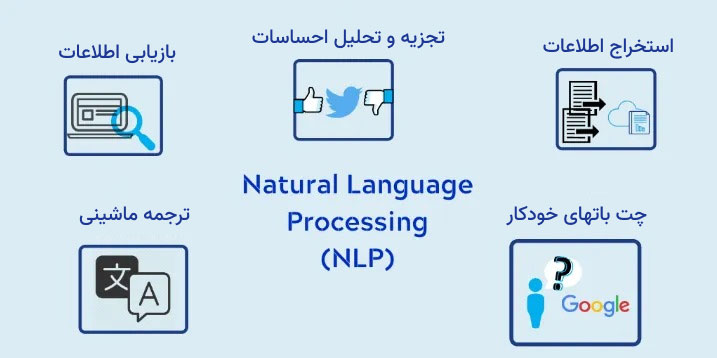 استخراج اطلاعات
تجزیه و تحلیل احساسات
بازیابی اطلاعات
Natural Language
Processing
(NLP)
چت باتهای خودکار
?
Google
ترجمه ماشینی
文
A